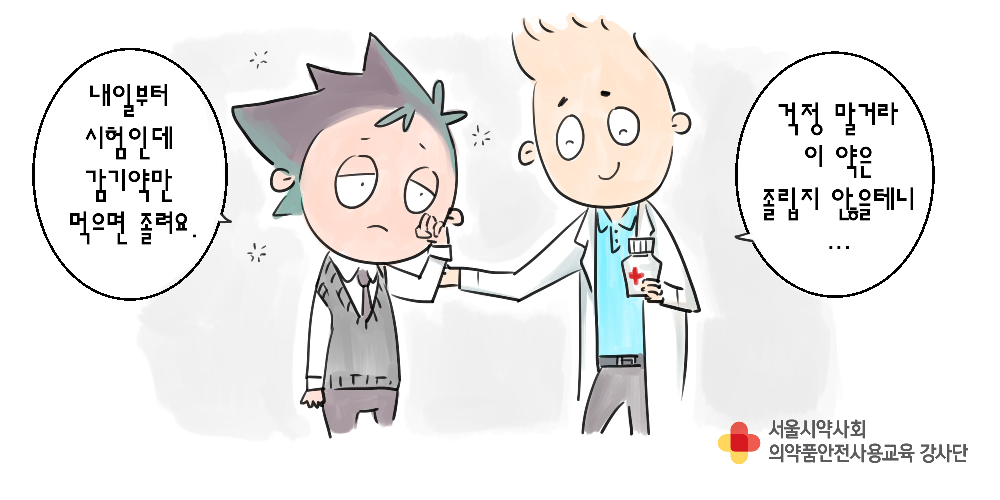 내일부터
시험인데
감기약만
먹으면 졸려요.
걱정 말거라
이 약은
졸립지 않을테니
...
서울시약사회
의약품안전사용교육 강사단